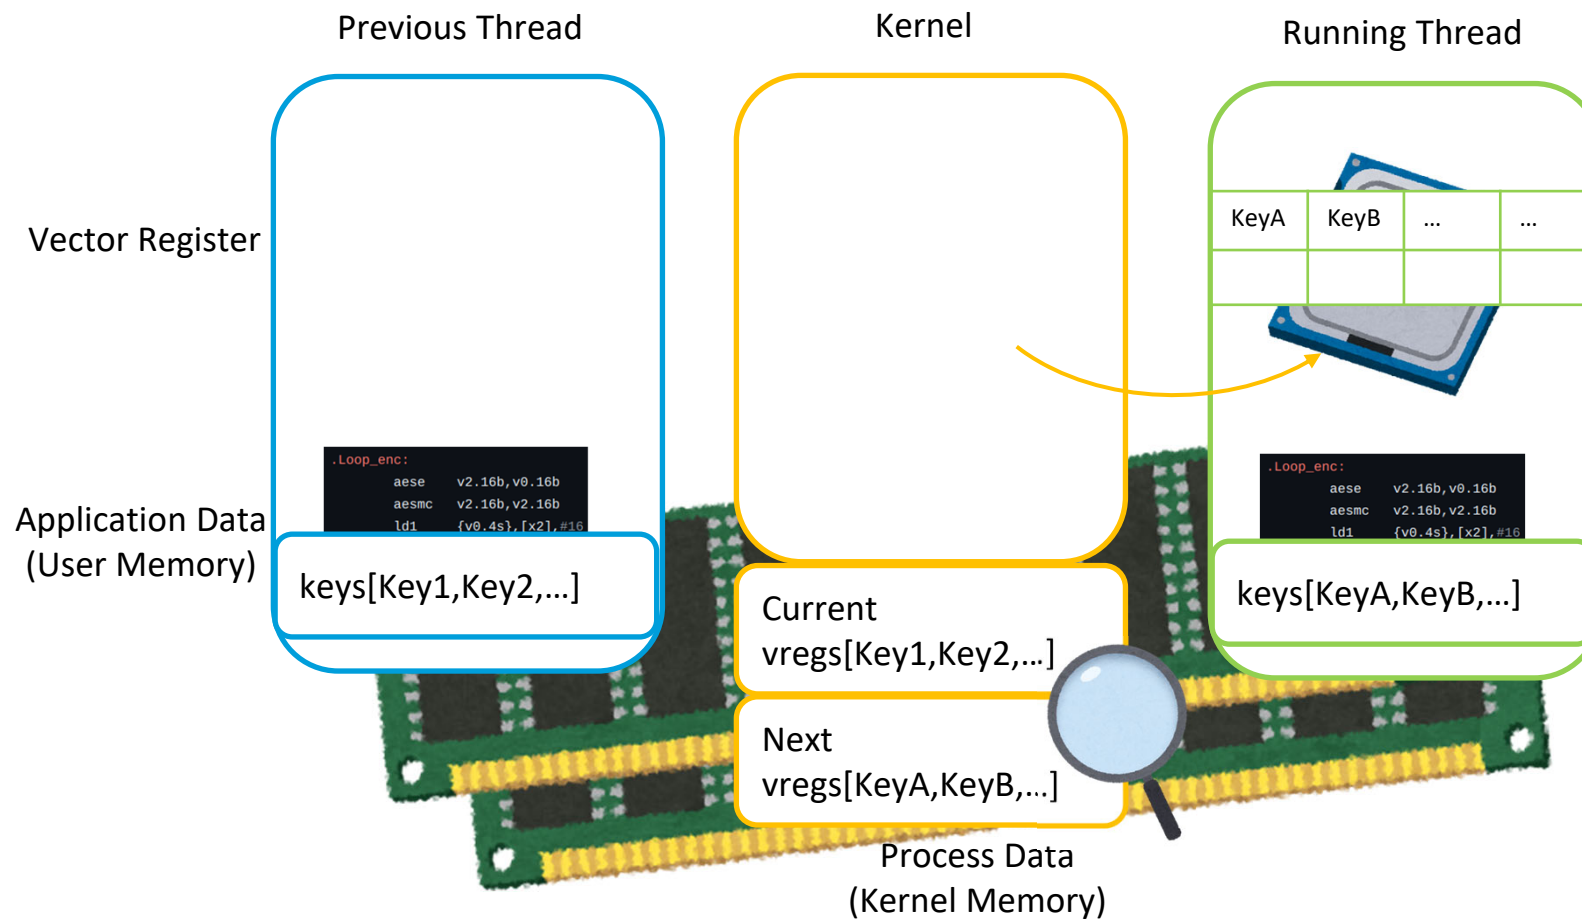 Previous Thread
Kernel
Running Thread
Vector Register
KeyA KeyB ... ...
Application Data
(User Memory)
.Loop_enc:
aese v2.16b,v0.16b
aesmc v2.16b,v2.16b
ld1 {v0.4s},[x2],#16
keys[Key1,Key2,...]
Current
vregs[Key1,Key2,...]
Next
vregs[KeyA,KeyB,...]
Process Data
(Kernel Memory)
.Loop_enc:
aese v2.16b,v0.16b
aesmc v2.16b,v2.16b
ld1 {v0.4s},[x2],#16
keys[KeyA,KeyB,...]